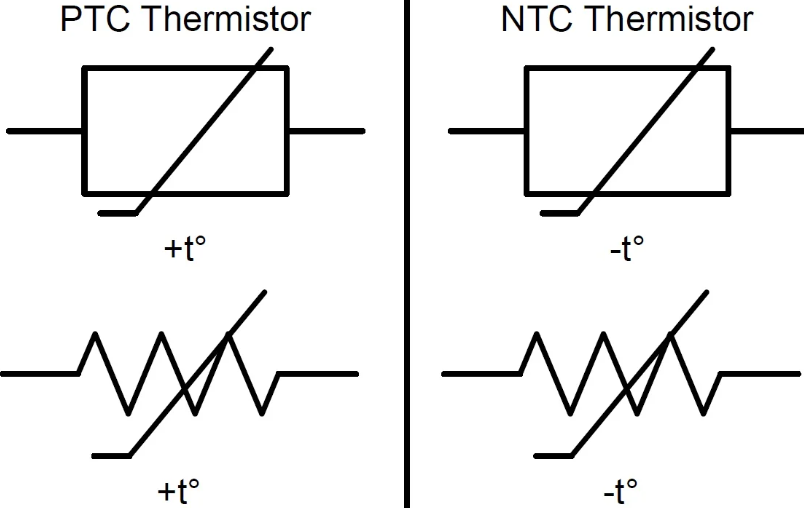 PTC Thermistor
NTC Thermistor
+t°
-t°
+t°
-t°